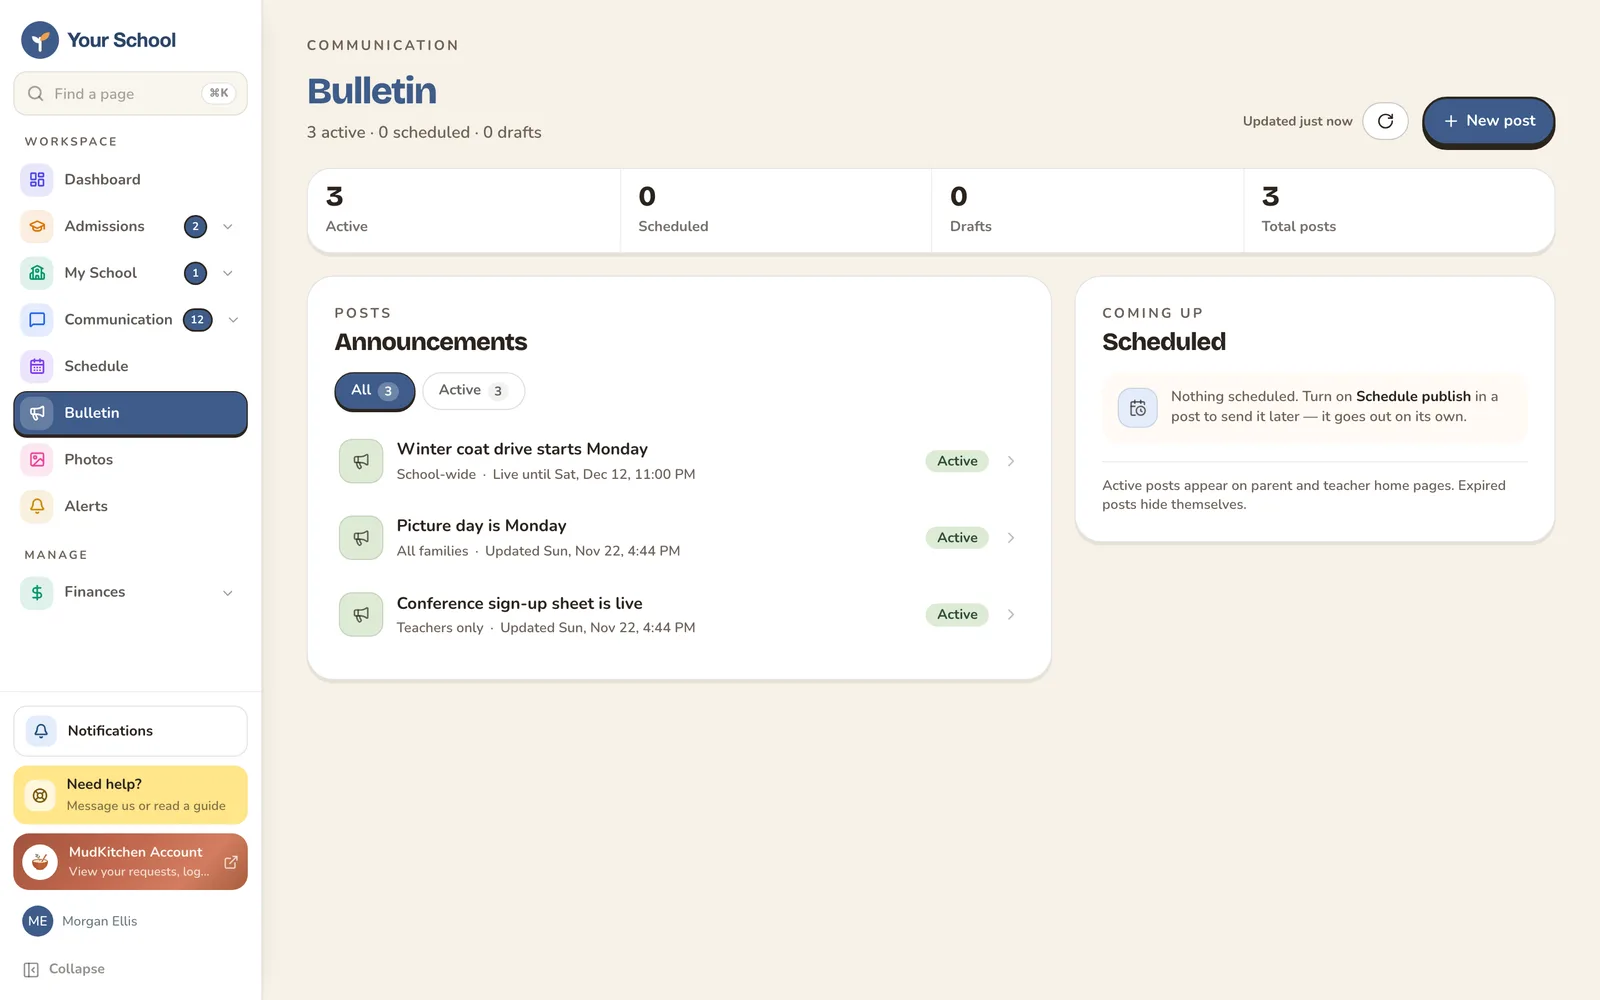 Your School
Find a page
⌘K
WORKSPACE
Dashboard
Admissions 2
My School 1
Communication 12
Schedule
Bulletin
Photos
Alerts
MANAGE
Finances
Notifications
Need help?
Message us or read a guide
MudKitchen Account
View your requests, log...
ME Morgan Ellis
Collapse
COMMUNICATION
Bulletin
3 active · 0 scheduled · 0 drafts
Updated just now
+ New post
3
Active
0
Scheduled
0
Drafts
3
Total posts
POSTS
Announcements
All 3
Active 3
Winter coat drive starts Monday
School-wide · Live until Sat, Dec 12, 11:00 PM
Active
Picture day is Monday
All families · Updated Sun, Nov 22, 4:44 PM
Active
Conference sign-up sheet is live
Teachers only · Updated Sun, Nov 22, 4:44 PM
Active
COMING UP
Scheduled
Nothing scheduled. Turn on Schedule publish in a
post to send it later — it goes out on its own.
Active posts appear on parent and teacher home pages. Expired
posts hide themselves.